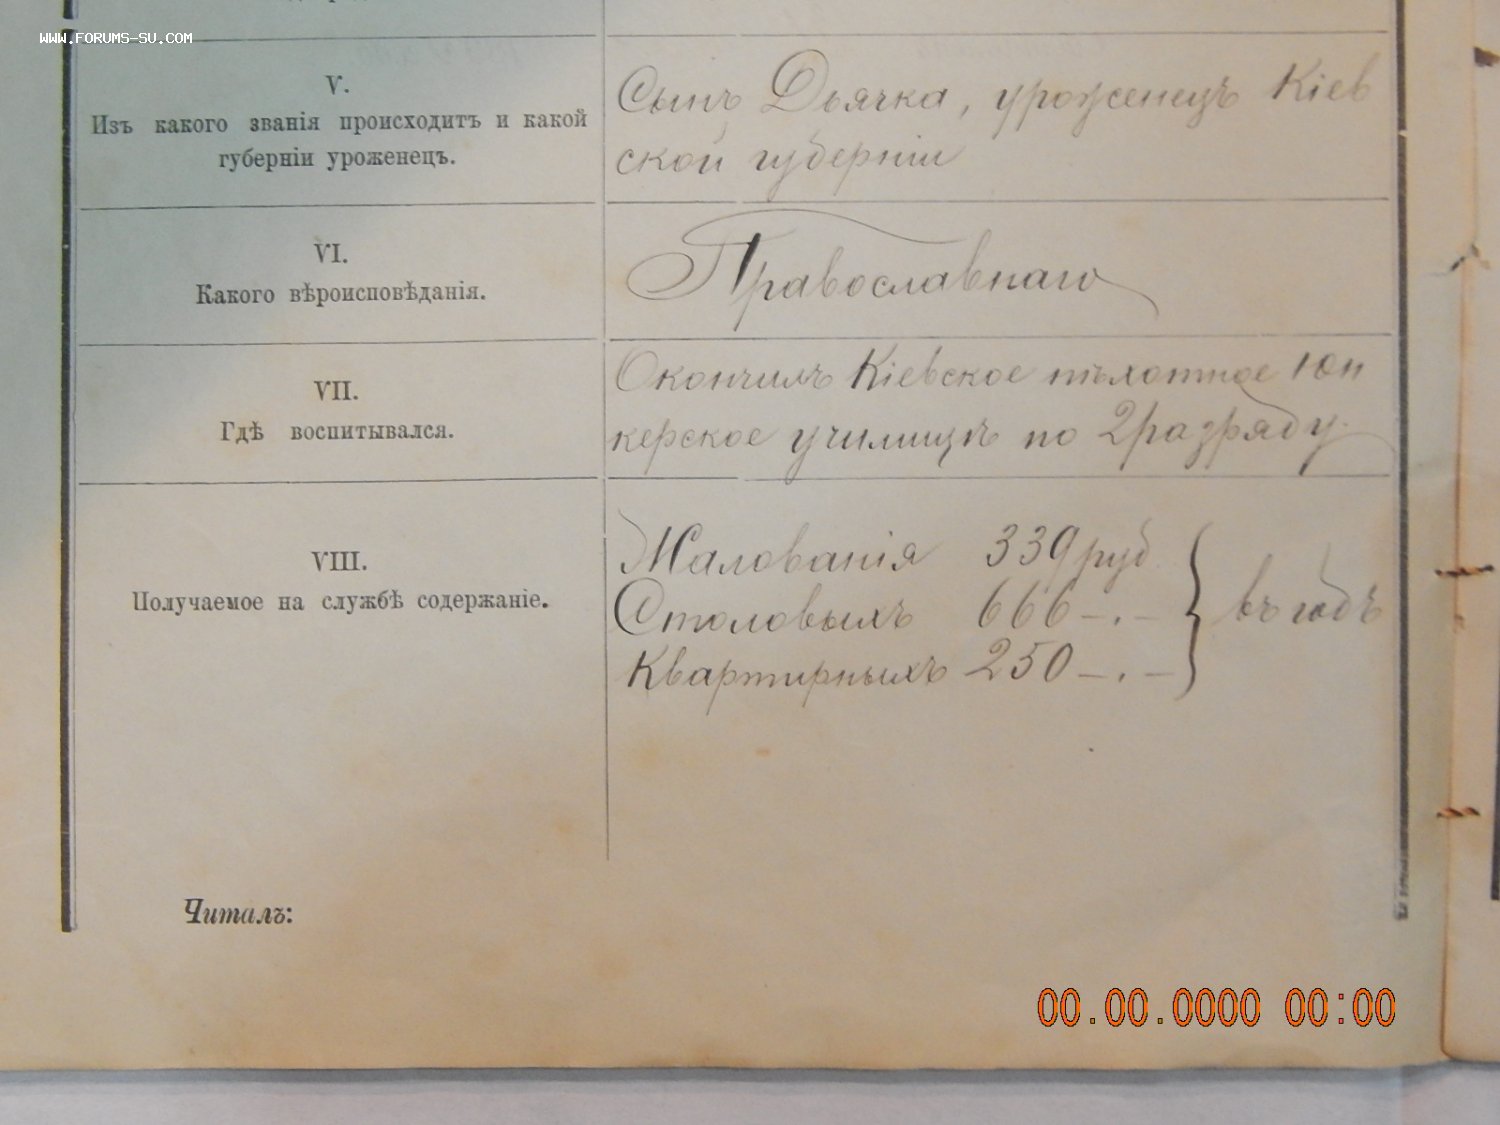 WWW.FORUMS-SU.COM
V.
Изъ какого званія происходитъ и какой
губерніи уроженецъ.
Сынъ Дьячка, уроженецъ Кіев
ской губерніи
VI.
Какого вѣроисповѣданія.
Православнаго
VII.
Гдѣ воспитывался.
Окончилъ Кіевское пѣхотное юн
керское училище по 2 разряду.
VIII.
Получаемое на службѣ содержаніе.
Жалованія 339 руб
Столовыхъ 666 -.-
Квартирныхъ 250 -.-
въ годъ
Читалъ:
00.00.0000 00:00